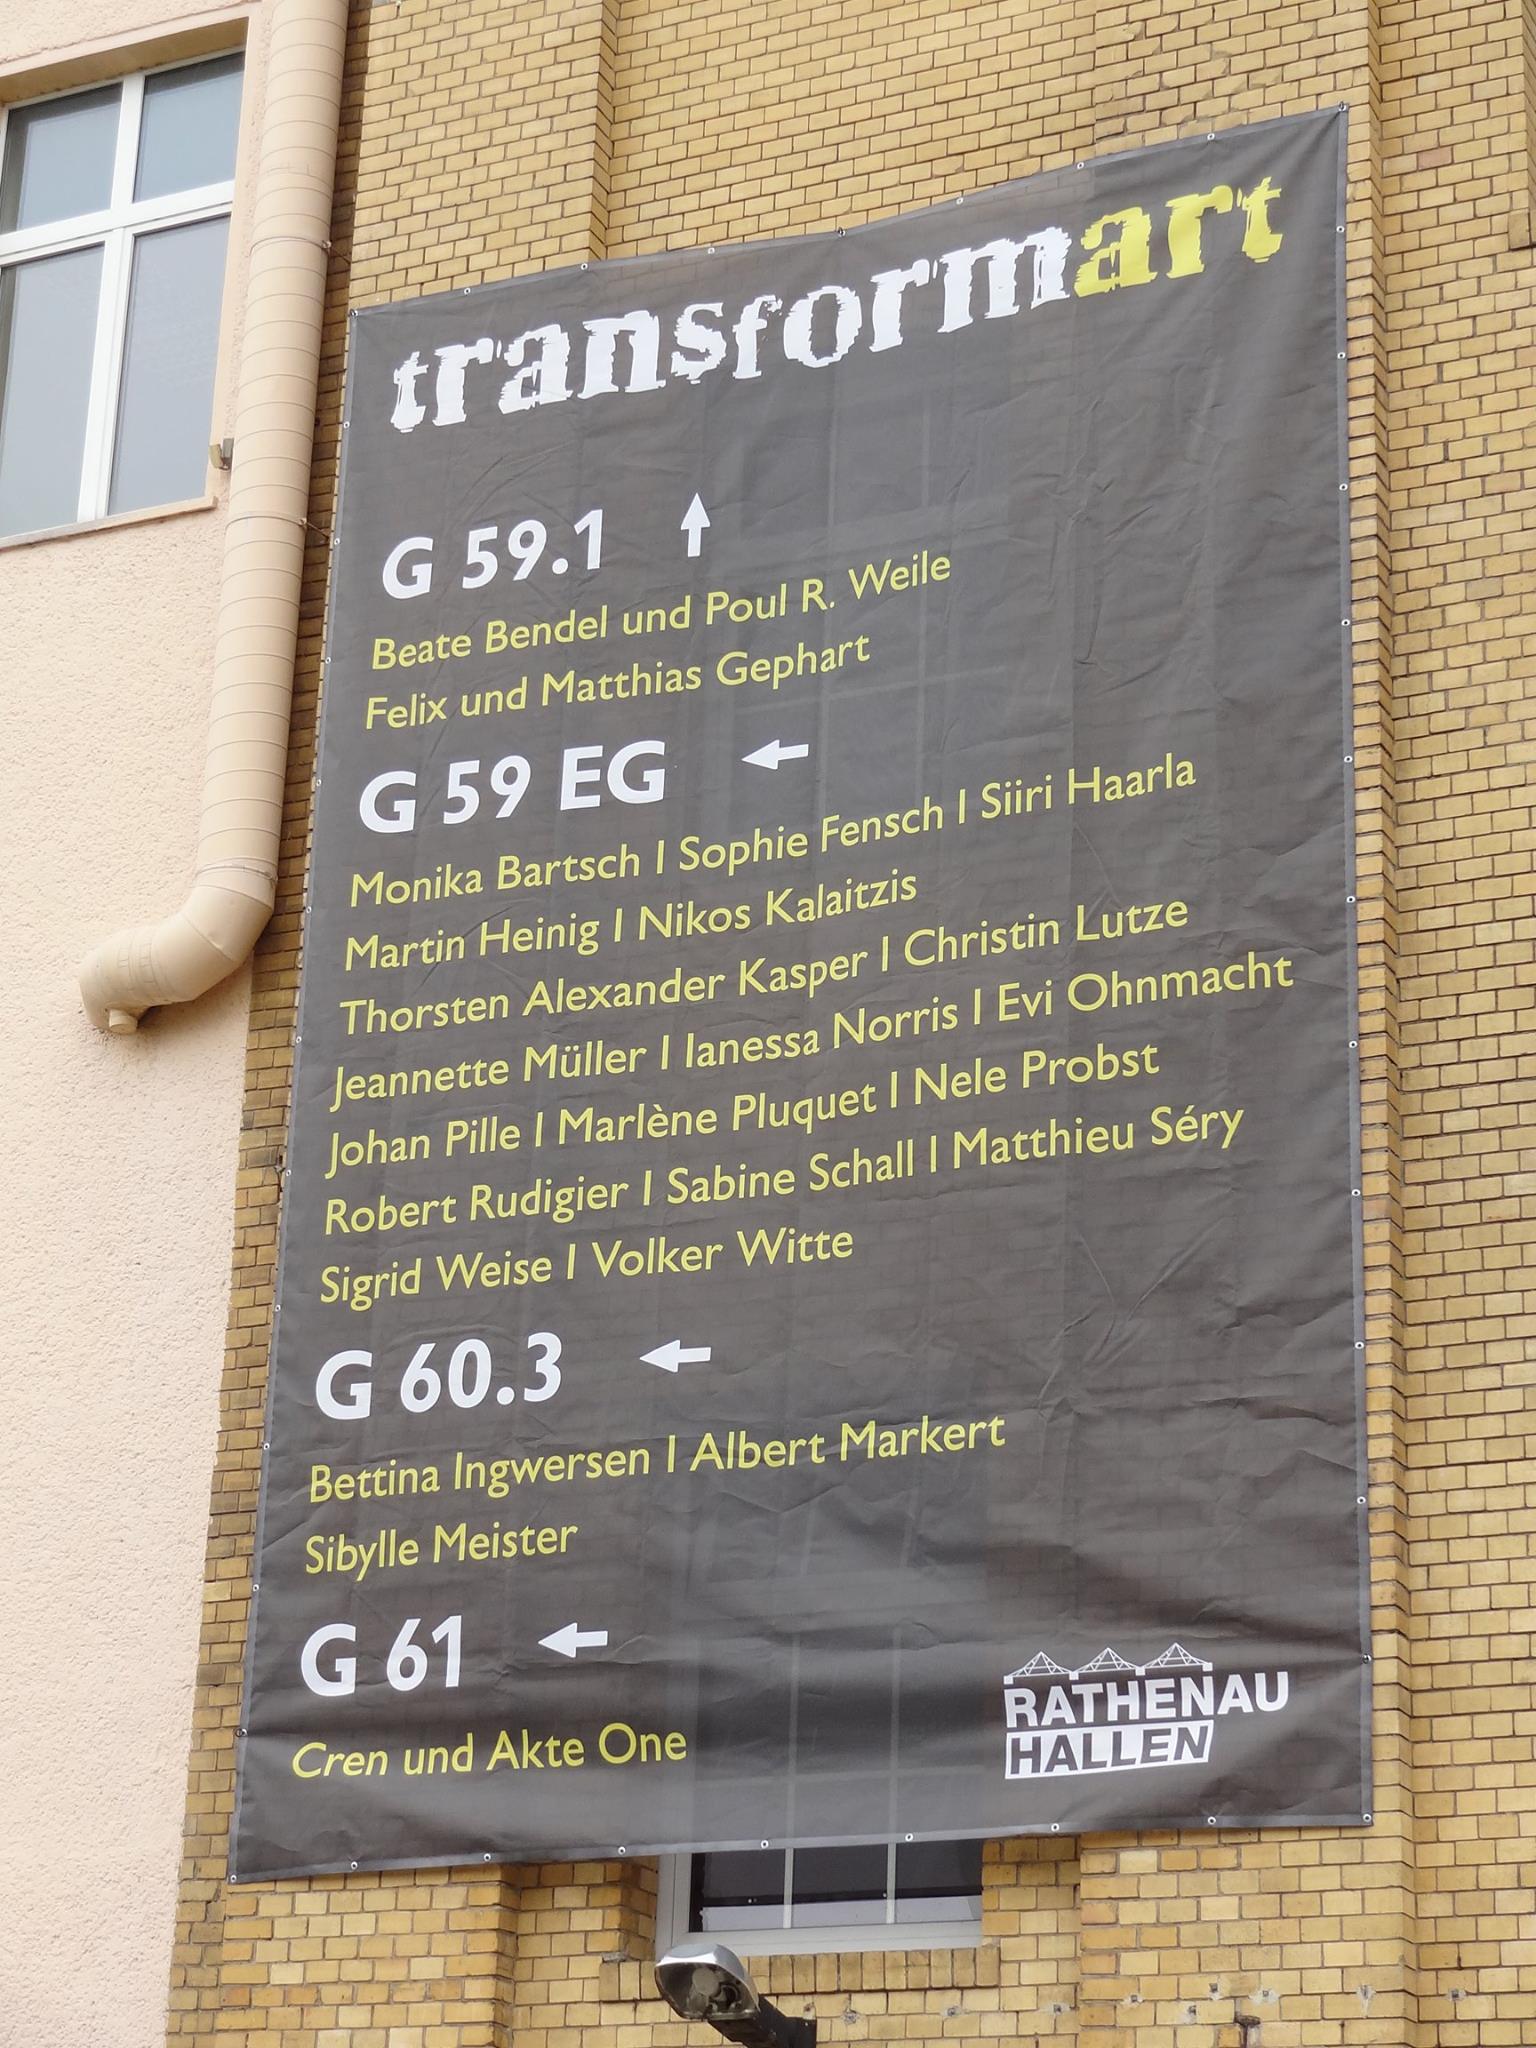 transformart
G 59.1
Beate Bendel und Poul R. Weile
Felix und Matthias Gephart
G 59 EG
Monika Bartsch I Sophie Fensch I Siiri Haarla
Martin Heinig I Nikos Kalaitzis
Thorsten Alexander Kasper I Christin Lutze
Jeannette Müller I Ianessa Norris I Evi Ohnmacht
Johan Pille I Marlène Pluquet I Nele Probst
Robert Rudigier I Sabine Schall I Matthieu Séry
Sigrid Weise I Volker Witte
G 60.3
Bettina Ingwersen I Albert Markert
Sibylle Meister
G 61
Cren und Akte One
RATHENAU
HALLEN